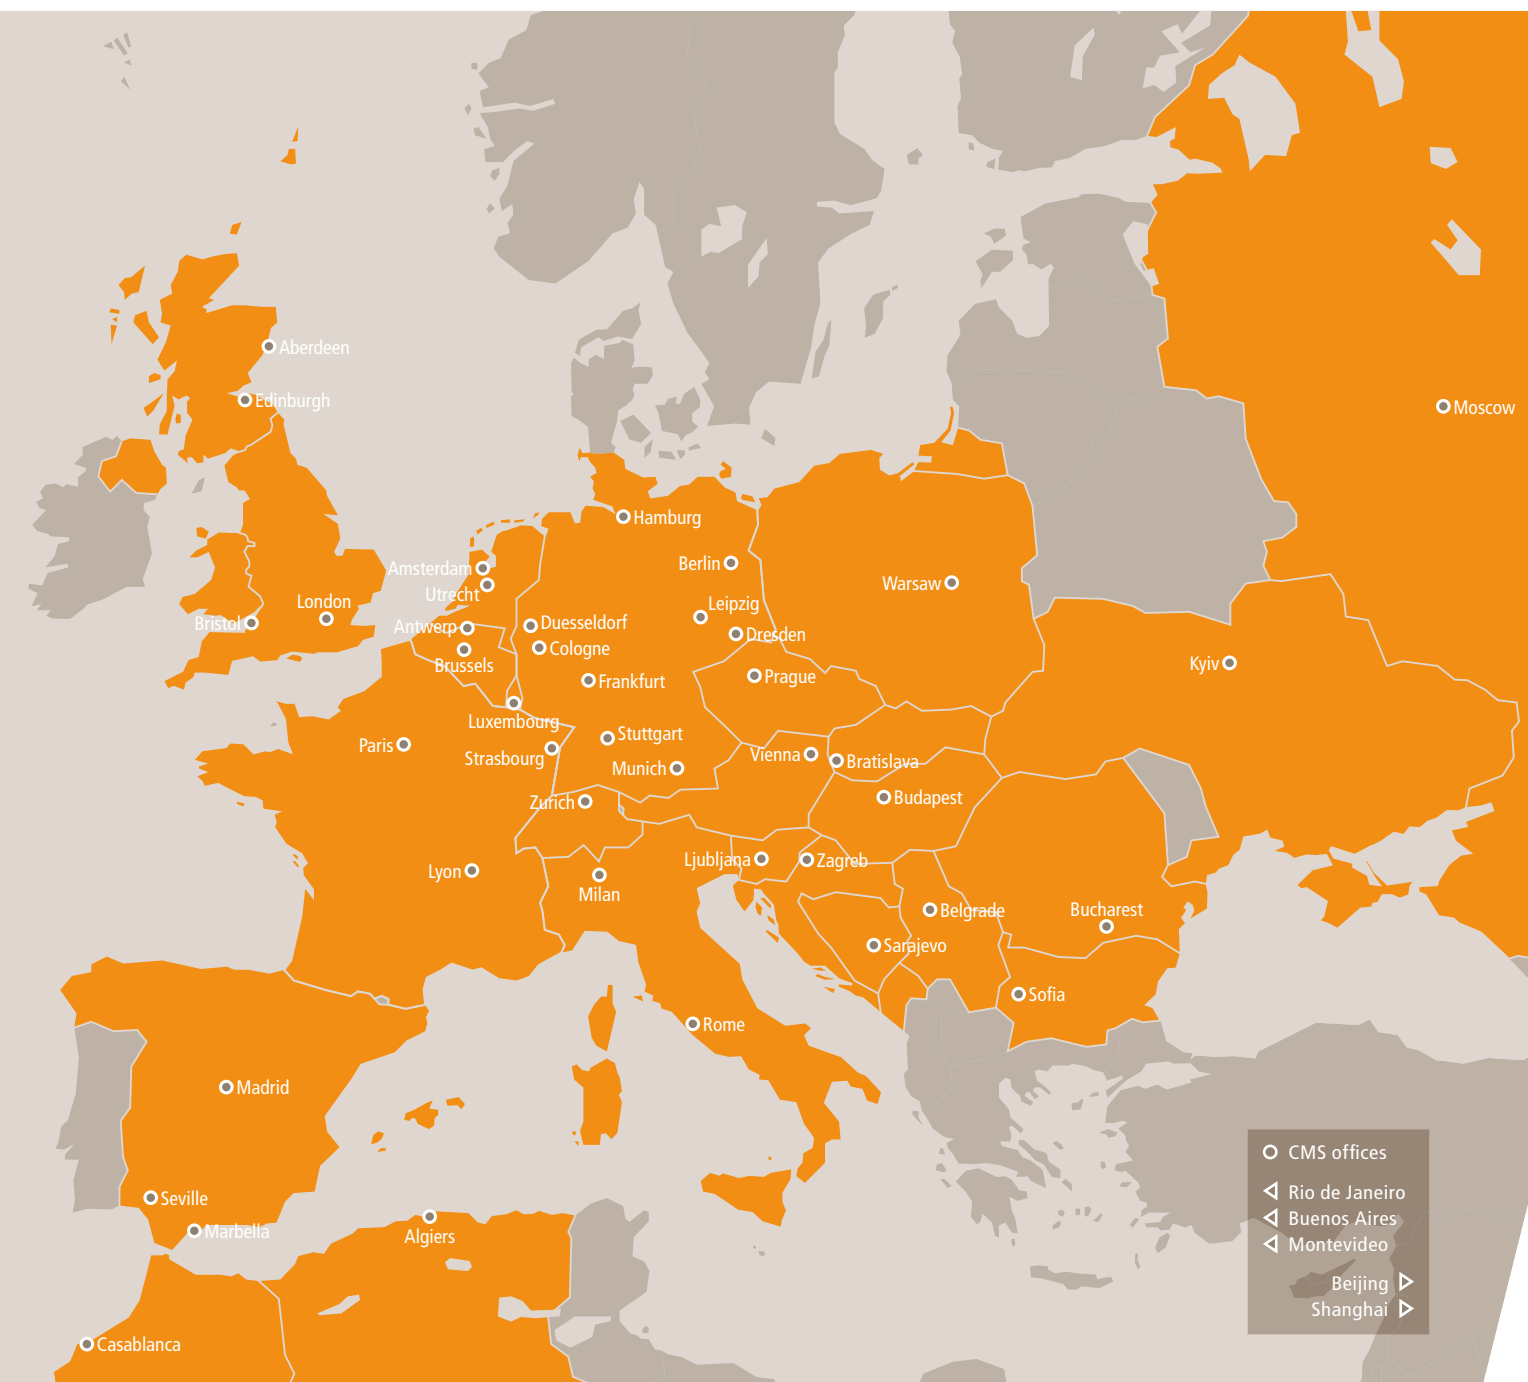 Aberdeen
Edinburgh
Moscow
Hamburg
Berlin
Amsterdam
Warsaw
Utrecht
London
Leipzig
Bristol
Antwerp
Duesseldorf
Dresden
Cologne
Brussels
Kyiv
Frankfurt
Prague
Luxembourg
Stuttgart
Paris
Strasbourg
Vienna
Bratislava
Munich
Zurich
Budapest
Ljubljana
Zagreb
Lyon
Milan
Belgrade
Bucharest
Sarajevo
Sofia
Rome
Madrid
Seville
Marbella
Algiers
Casablanca
CMS offices
Rio de Janeiro
Buenos Aires
Montevideo
Beijing
Shanghai